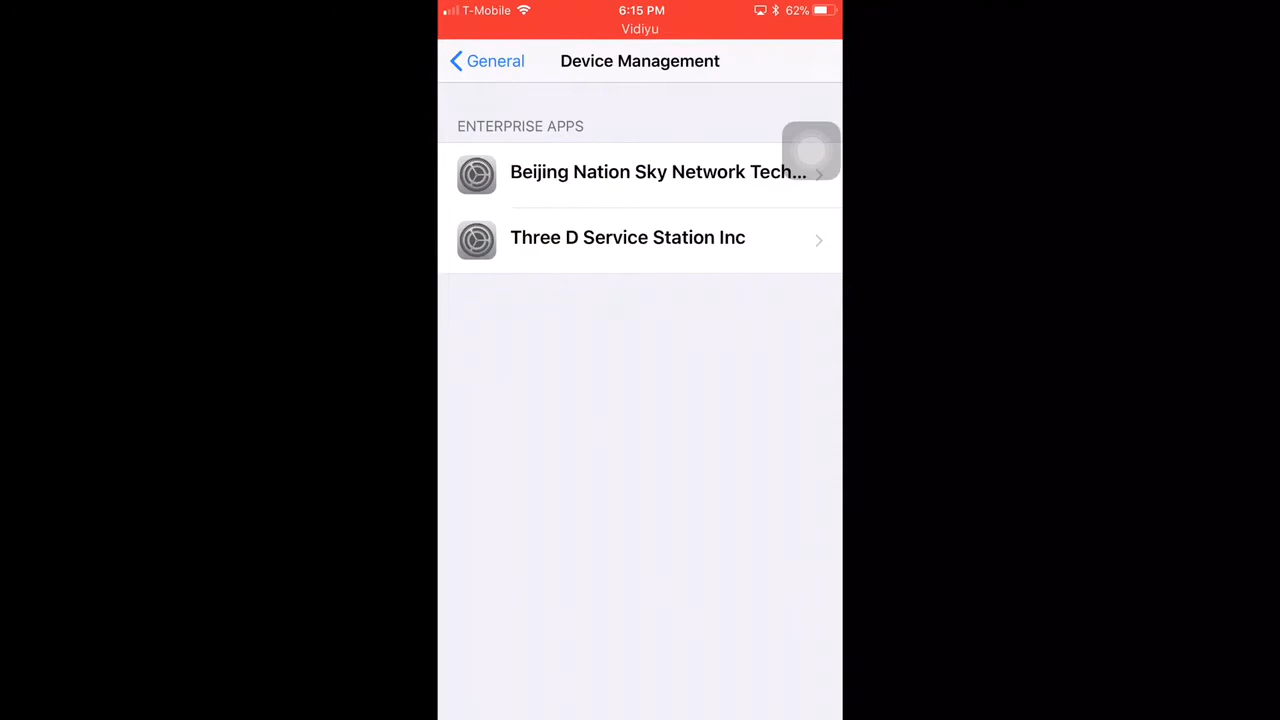 T-Mobile 6:15 PM 62%
Vidiyu
General Device Management
ENTERPRISE APPS
Beijing Nation Sky Network Tech...
Three D Service Station Inc